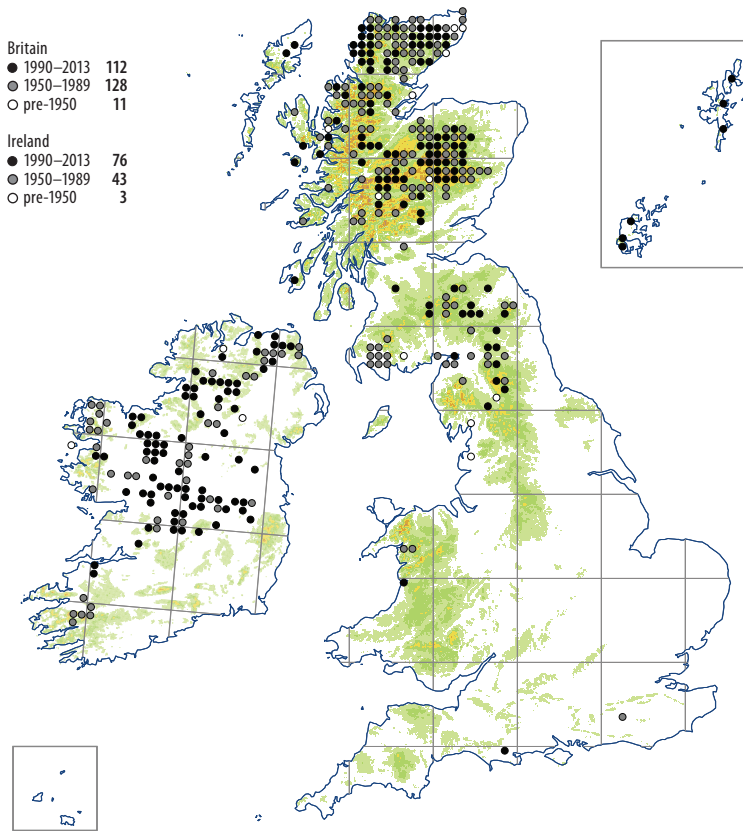 Britain
● 1990–2013 112
● 1950–1989 128
○ pre-1950 11
Ireland
● 1990–2013 76
● 1950–1989 43
○ pre-1950 3